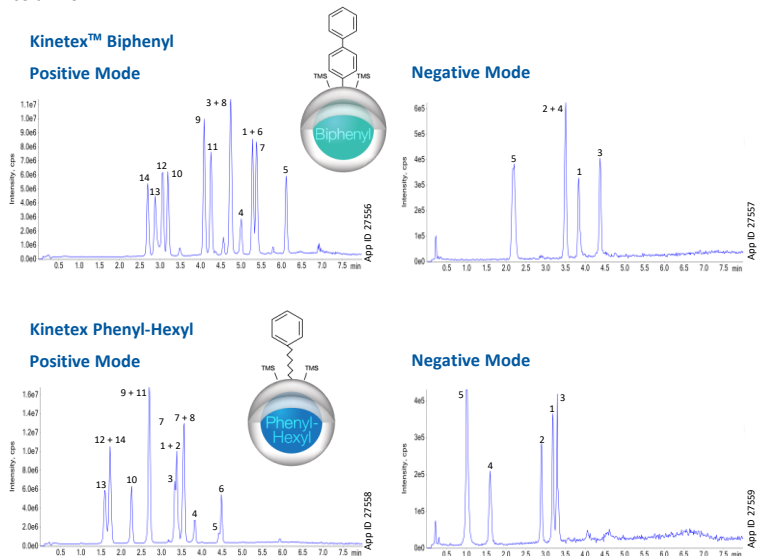 Kinetex™ Biphenyl
Positive Mode
Intensity, cps
1.1e7
1.0e7
9.0e6
8.0e6
7.0e6
6.0e6
5.0e6
4.0e6
3.0e6
2.0e6
1.0e6
0.0e0
14
13
12
10
9
11
3 + 8
4
1 + 6
7
5
0.5 1.0 1.5 2.0 2.5 3.0 3.5 4.0 4.5 5.0 5.5 6.0 6.5 7.0 7.5 min
App ID 27556
TMS TMS
Biphenyl
Negative Mode
Intensity, cps
6e5
5e5
4e5
3e5
2e5
1e5
0e0
5
2 + 4
1
3
0.5 1.0 1.5 2.0 2.5 3.0 3.5 4.0 4.5 5.0 5.5 6.0 6.5 7.0 7.5 min
App ID 27557
Kinetex Phenyl-Hexyl
Positive Mode
Intensity, cps
1.6e7
1.4e7
1.2e7
1.0e7
8.0e6
6.0e6
4.0e6
2.0e6
0.0e0
13
12 + 14
10
9 + 11
7
3
1 + 2
7 + 8
4
5
6
0.5 1.0 1.5 2.0 2.5 3.0 3.5 4.0 4.5 5.0 5.5 6.0 6.5 7.0 7.5 min
App ID 27558
TMS TMS
Phenyl-
Hexyl
Negative Mode
Intensity, cps
4e5
3e5
2e5
1e5
0e0
5
4
2
1
3
0.5 1.0 1.5 2.0 2.5 3.0 3.5 4.0 4.5 5.0 5.5 6.0 6.5 7.0 7.5 min
App ID 27559